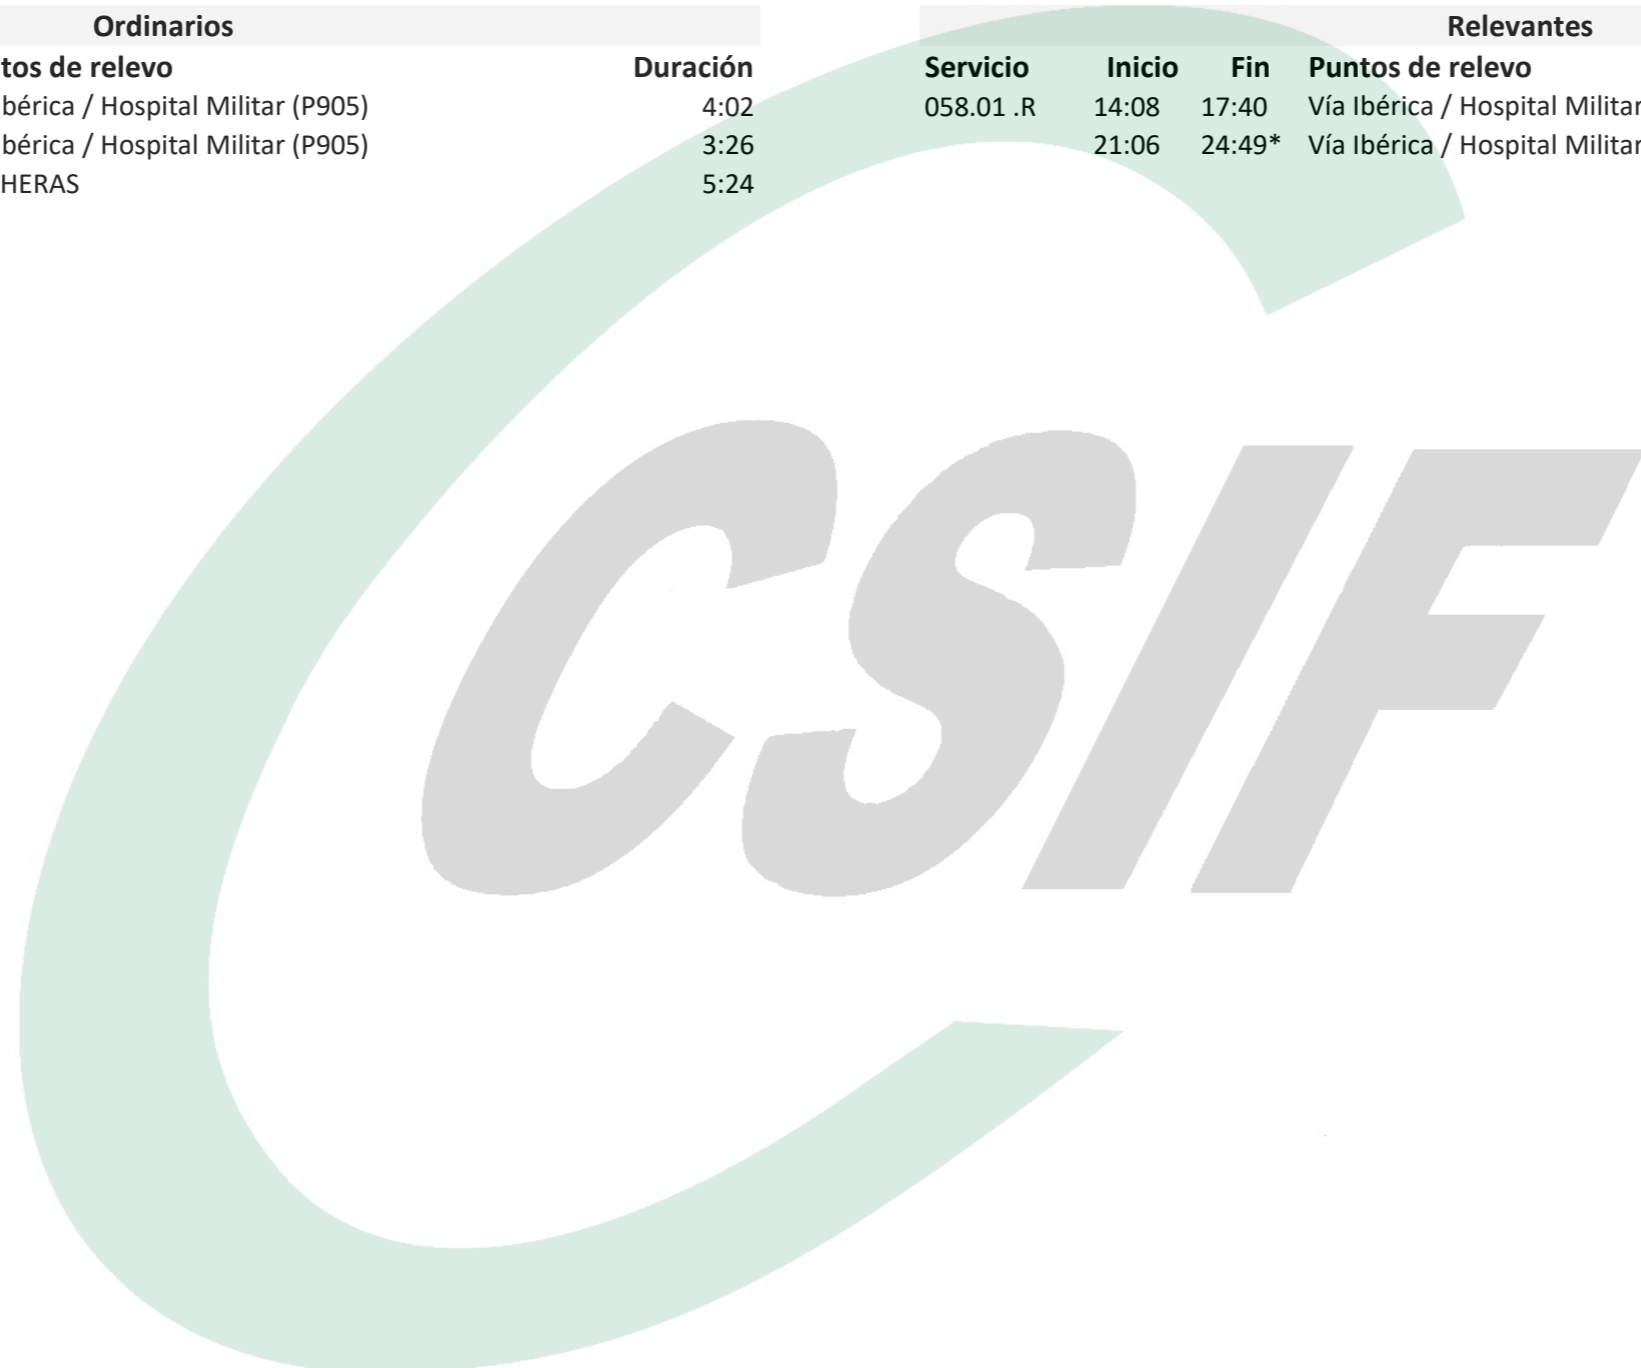 Ordinarios Relevantes
tos de relevo Duración Servicio Inicio Fin Puntos de relevo
bérica / Hospital Militar (P905) 4:02 058.01 .R 14:08 17:40 Vía Ibérica / Hospital Militar
bérica / Hospital Militar (P905) 3:26 21:06 24:49* Vía Ibérica / Hospital Militar
HERAS 5:24
CSIF